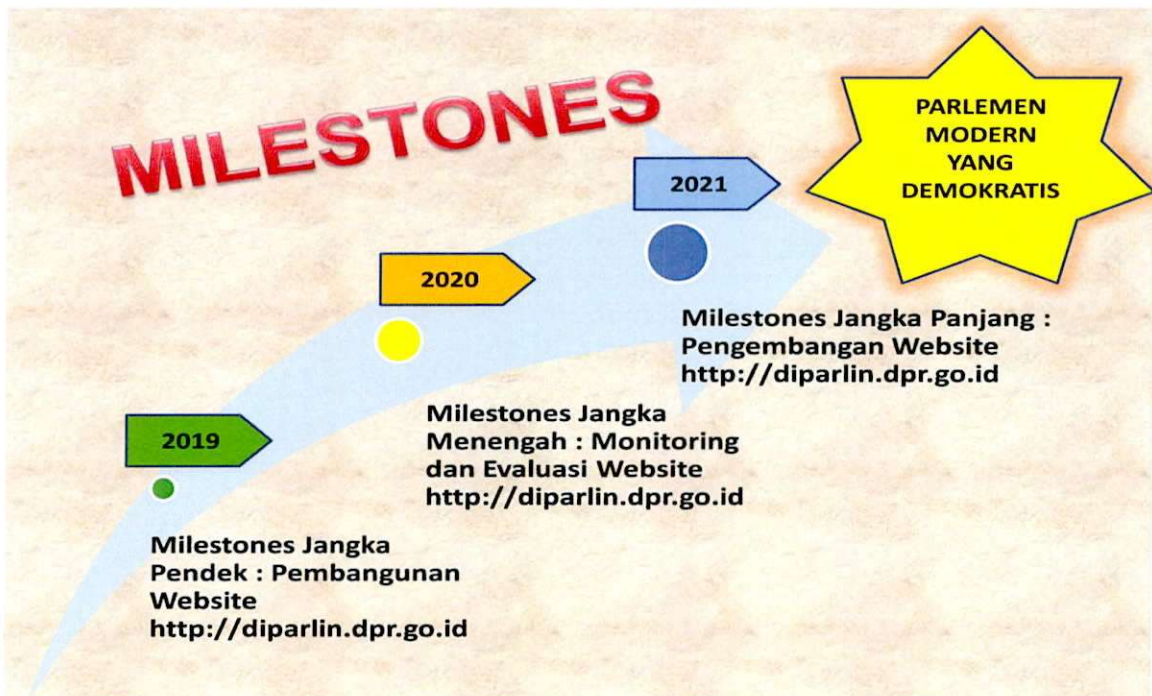 MILESTONES
2019
Milestones Jangka
Pendek : Pembangunan
Website
http://diparlin.dpr.go.id
2020
Milestones Jangka
Menengah : Monitoring
dan Evaluasi Website
http://diparlin.dpr.go.id
2021
Milestones Jangka Panjang :
Pengembangan Website
http://diparlin.dpr.go.id
PARLEMEN
MODERN
YANG
DEMOKRATIS